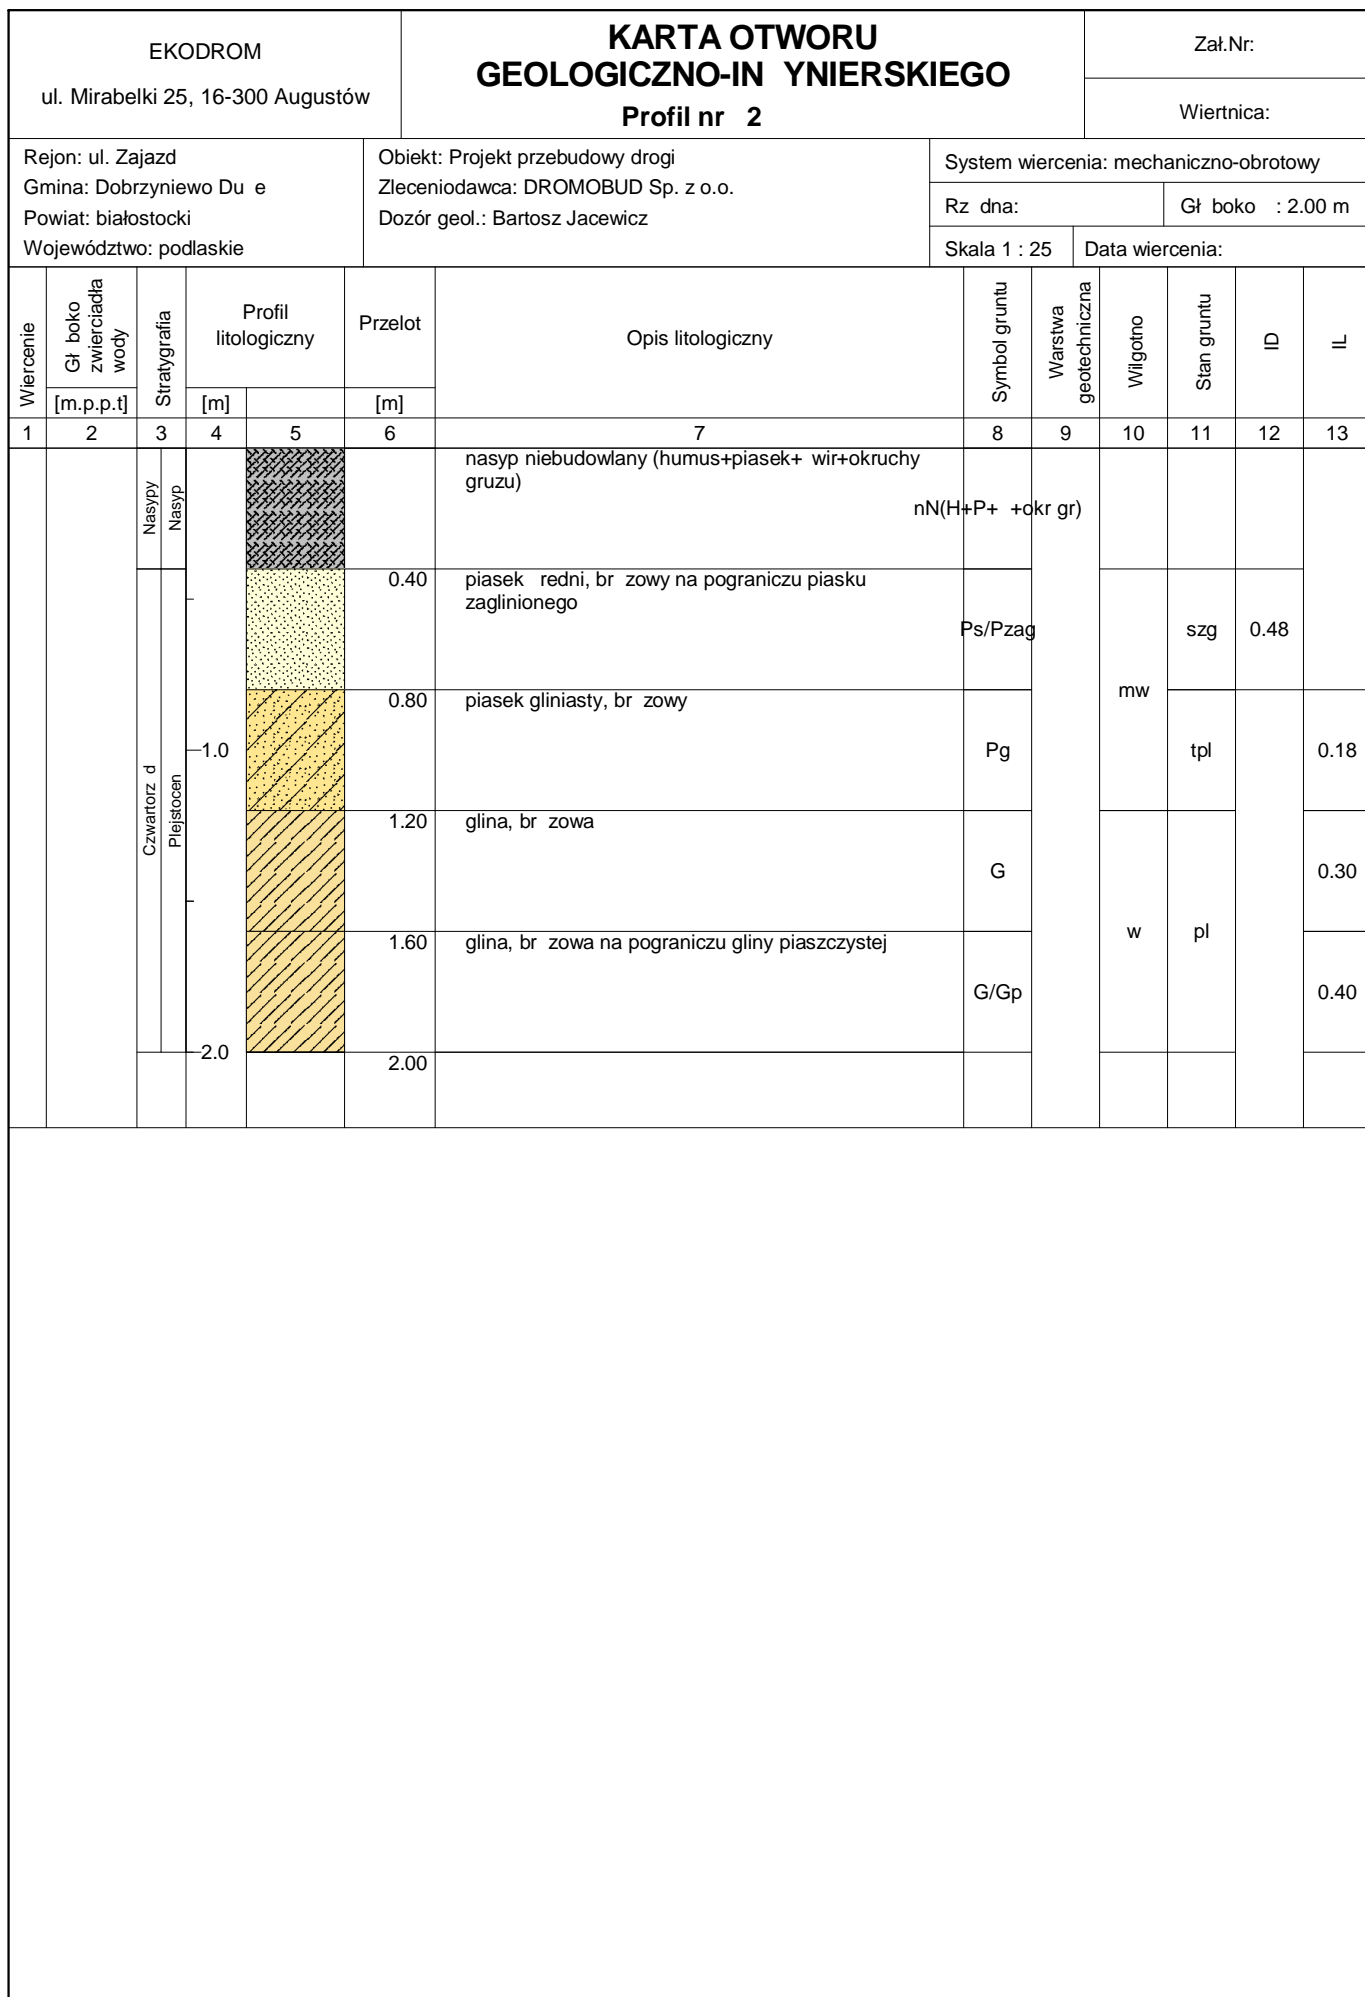 EKODROM
ul. Mirabelki 25, 16-300 Augustów
KARTA OTWORU
GEOLOGICZNO-IN YNIERSKIEGO
Profil nr 2
Zał.Nr:
Wiertnica:
Rejon: ul. Zajazd
Gmina: Dobrzyniewo Du e
Powiat: białostocki
Województwo: podlaskie
Obiekt: Projekt przebudowy drogi
Zleceniodawca: DROMOBUD Sp. z o.o.
Dozór geol.: Bartosz Jacewicz
System wiercenia: mechaniczno-obrotowy
Rz dna:
Gł boko : 2.00 m
Skala 1 : 25
Data wiercenia:
Wiercenie
Gł boko
zwierciadła
wody
[m.p.p.t]
Stratygrafia
Profil
litologiczny
[m]
Przelot
[m]
Opis litologiczny
Symbol gruntu
Warstwa
geotechniczna
Wilgotno
Stan gruntu
ID
IL
1 2 3 4 5 6 7 8 9 10 11 12 13
Nasypy
Nasyp
nasyp niebudowlany (humus+piasek+ wir+okruchy
gruzu)
nN(H+P+ +okr gr)
0.40
piasek redni, br zowy na pograniczu piasku
zaglinionego
Ps/Pzag
szg
0.48
mw
0.80
piasek gliniasty, br zowy
Pg
tpl
0.18
1.0
Czwartorz d
Plejstocen
1.20
glina, br zowa
G
0.30
w
pl
1.60
glina, br zowa na pograniczu gliny piaszczystej
G/Gp
0.40
2.0
2.00